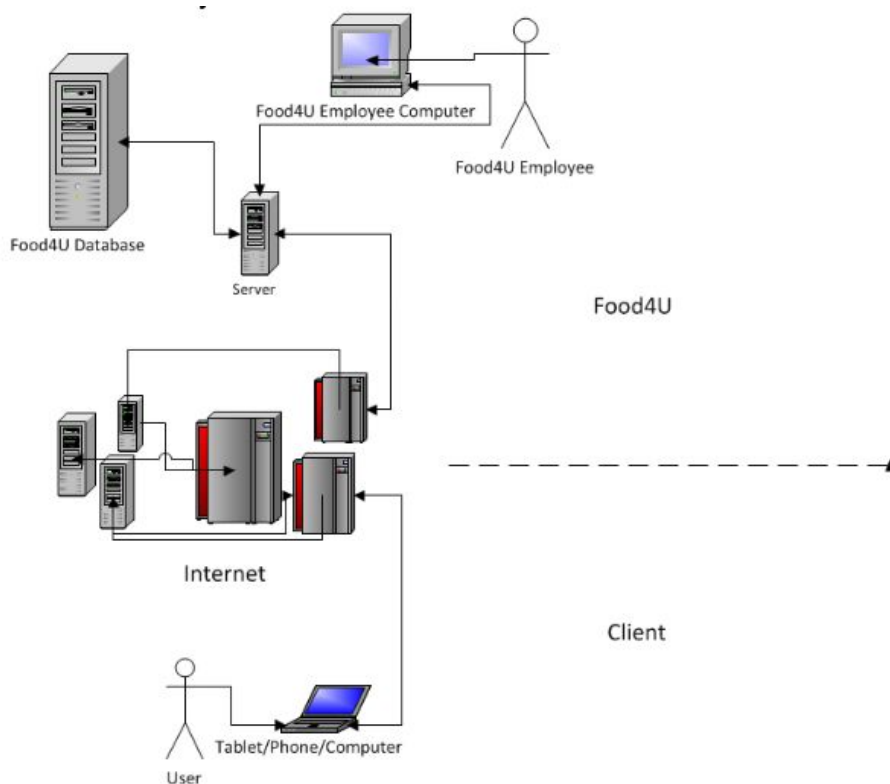 Food4U Employee Computer
Food4U Employee
Food4U Database
Server
Food4U
Internet
Client
Tablet/Phone/Computer
User